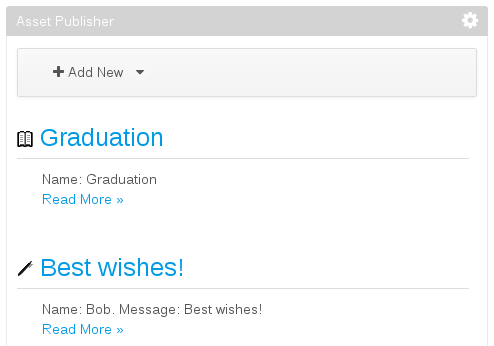 Asset Publisher
Add New
Graduation
Name: Graduation
Read More »
Best wishes!
Name: Bob. Message: Best wishes!
Read More »